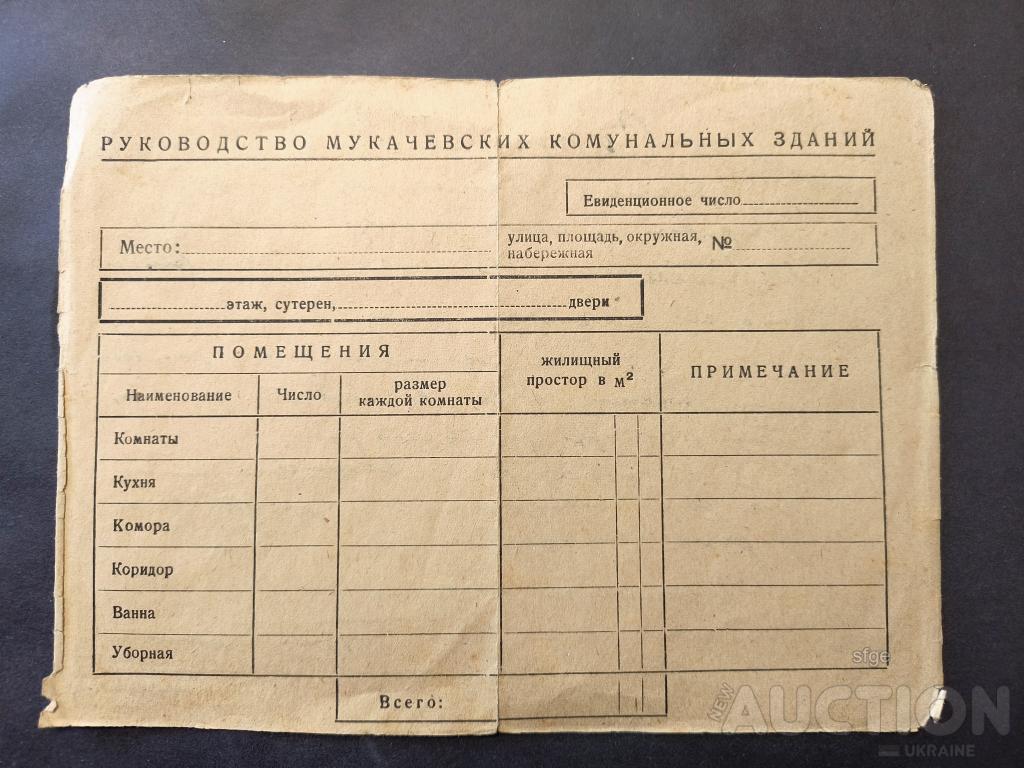 РУКОВОДСТВО МУКАЧЕВСКИХ КОМУНАЛЬНЫХ ЗДАНИЙ
Евиденционное число
Место: улица, площадь, окружная, набережная №
этаж, сутерен, двери
ПОМЕЩЕНИЯ
жилищный простор в м²
ПРИМЕЧАНИЕ
Наименование Число размер каждой комнаты
Комнаты
Кухня
Комора
Коридор
Ванна
Уборная
Всего:
sfge
NEW AUCTION
UKRAINE